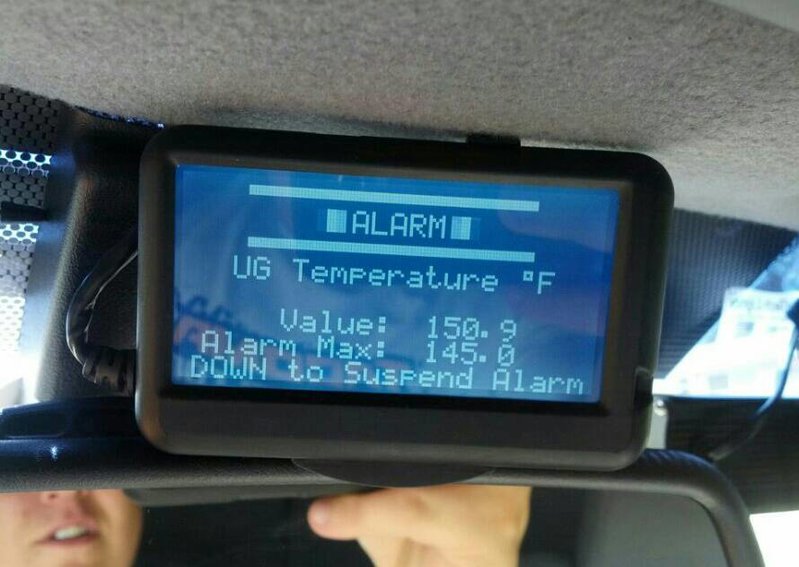 ALARM
UG Temperature °F
Value: 150.9
Alarm Max: 145.0
DOWN to Suspend Alarm